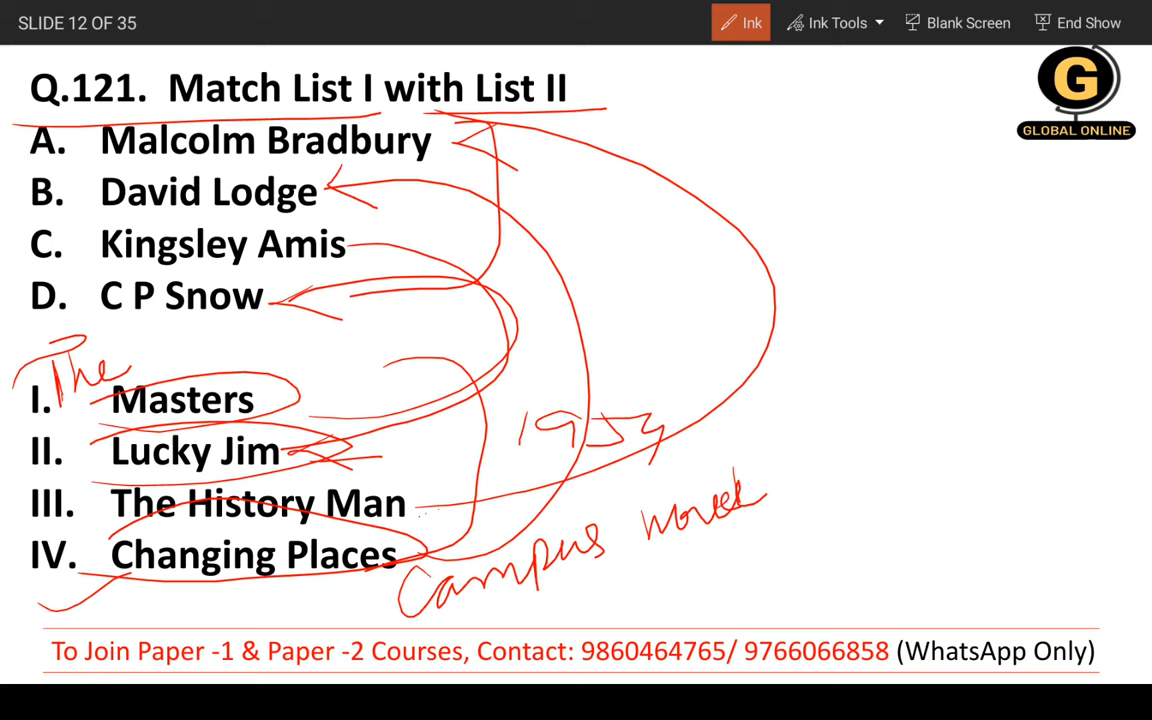 SLIDE 12 OF 35
Ink
Ink Tools
Blank Screen
End Show
G
GLOBAL ONLINE
Q.121. Match List I with List II
A. Malcolm Bradbury
B. David Lodge
C. Kingsley Amis
D. C P Snow
The
I. Masters
II. Lucky Jim
1953
III. The History Man
IV. Changing Places
Campus
To Join Paper -1 & Paper -2 Courses, Contact: 9860464765/ 9766066858 (WhatsApp Only)